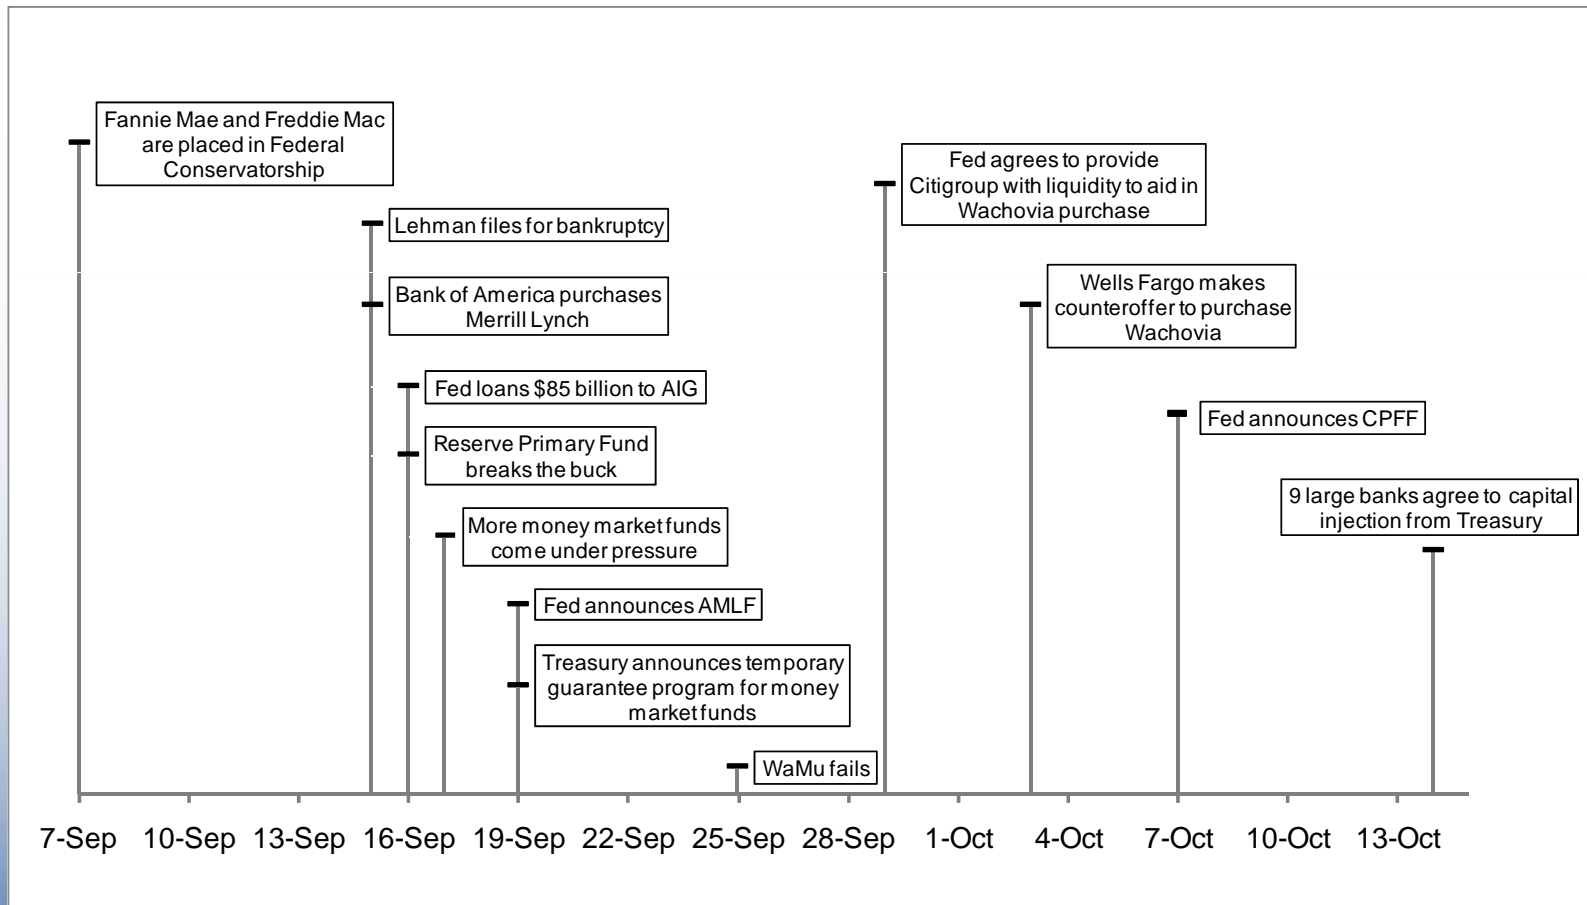 Fannie Mae and Freddie Mac
are placed in Federal
Conservatorship
Lehman files for bankruptcy
Bank of America purchases
Merrill Lynch
Fed loans $85 billion to AIG
Reserve Primary Fund
breaks the buck
More money market funds
come under pressure
Fed announces AMLF
Treasury announces temporary
guarantee program for money
market funds
WaMu fails
Fed agrees to provide
Citigroup with liquidity to aid in
Wachovia purchase
Wells Fargo makes
counteroffer to purchase
Wachovia
Fed announces CPFF
9 large banks agree to capital
injection from Treasury
7-Sep 10-Sep 13-Sep 16-Sep 19-Sep 22-Sep 25-Sep 28-Sep 1-Oct 4-Oct 7-Oct 10-Oct 13-Oct